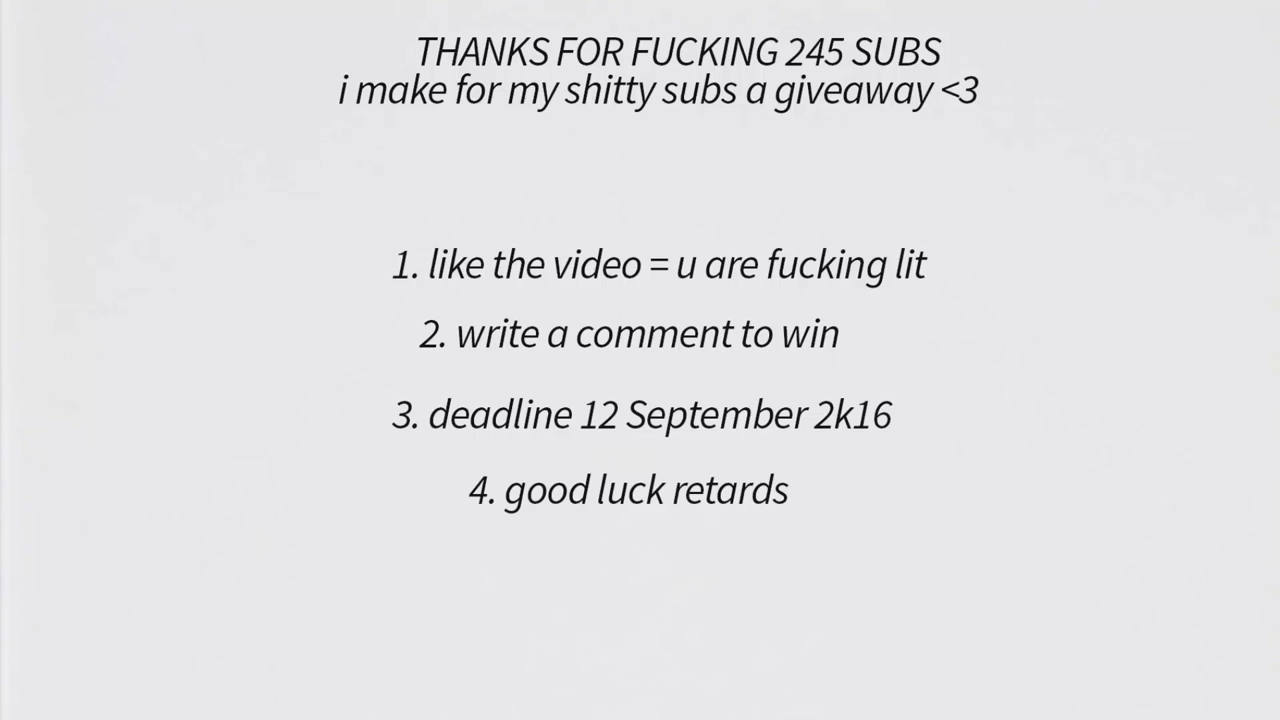 THANKS FOR FUCKING 245 SUBS
i make for my shitty subs a giveaway <3
1. like the video = u are fucking lit
2. write a comment to win
3. deadline 12 September 2k16
4. good luck retards